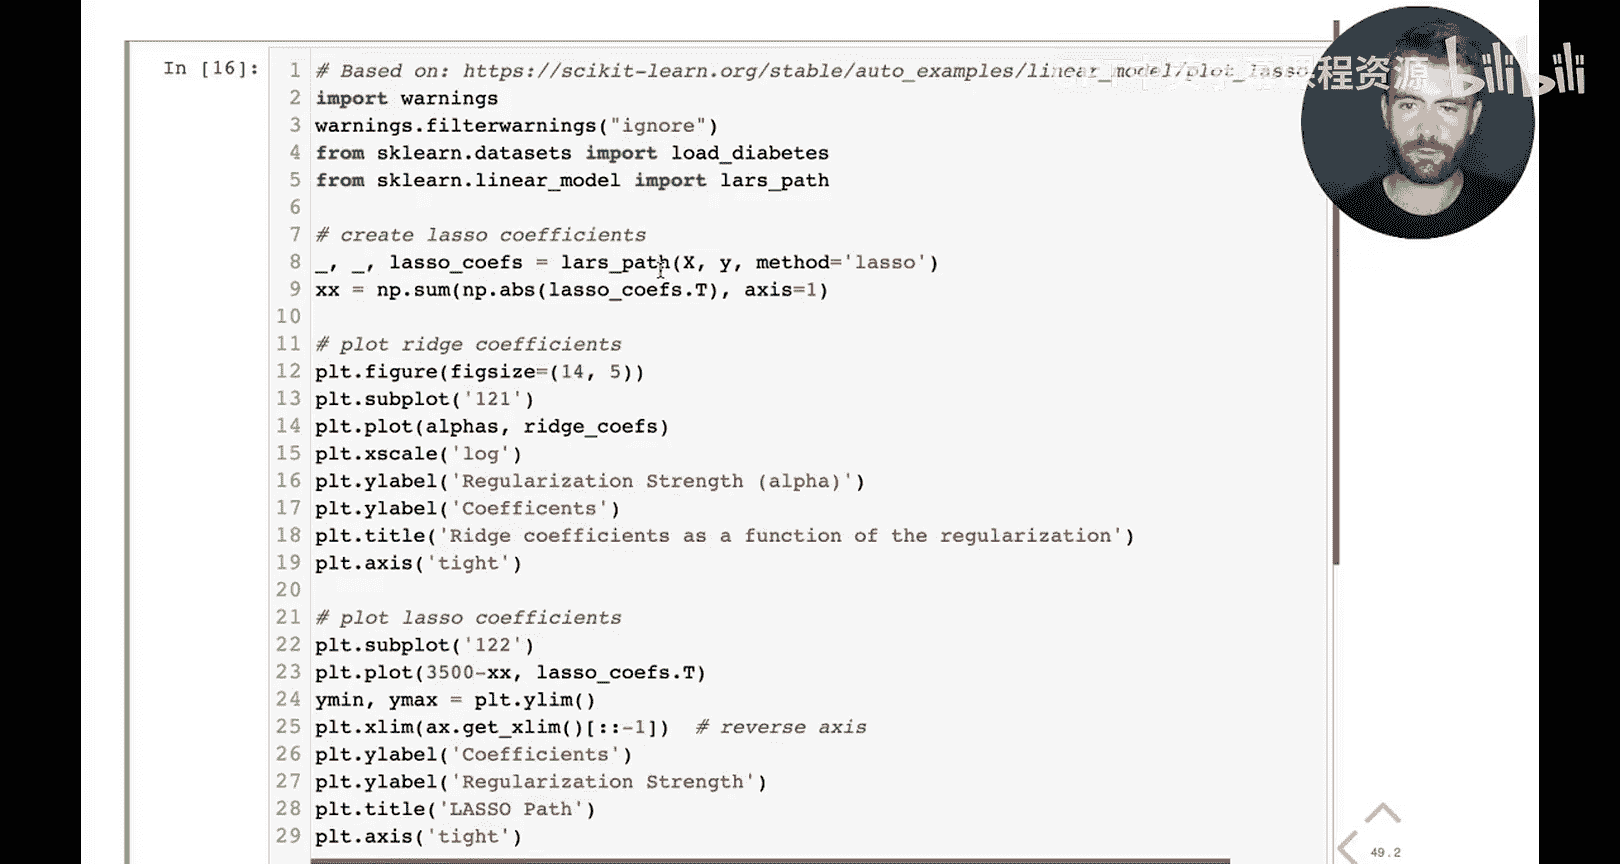 In [16]:
1 # Based on: https://scikit-learn.org/stable/auto_examples/linear_model/plot_lasso
2 import warnings
3 warnings.filterwarnings("ignore")
4 from sklearn.datasets import load_diabetes
5 from sklearn.linear_model import lars_path
6
7 # create lasso coefficients
8 _, _, lasso_coefs = lars_path(X, y, method='lasso')
9 xx = np.sum(np.abs(lasso_coefs.T), axis=1)
10
11 # plot ridge coefficients
12 plt.figure(figsize=(14, 5))
13 plt.subplot('121')
14 plt.plot(alphas, ridge_coefs)
15 plt.xscale('log')
16 plt.ylabel('Regularization Strength (alpha)')
17 plt.ylabel('Coefficents')
18 plt.title('Ridge coefficients as a function of the regularization')
19 plt.axis('tight')
20
21 # plot lasso coefficients
22 plt.subplot('122')
23 plt.plot(3500-xx, lasso_coefs.T)
24 ymin, ymax = plt.ylim()
25 plt.xlim(ax.get_xlim()[::-1])  # reverse axis
26 plt.ylabel('Coefficients')
27 plt.ylabel('Regularization Strength')
28 plt.title('LASSO Path')
29 plt.axis('tight')
课程资源 bilibili
49.2